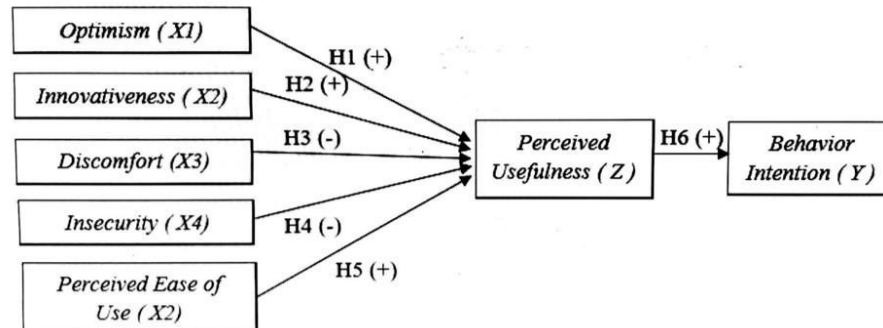 Optimism (X1)
H1 (+)
Innovativeness (X2)
H2 (+)
Discomfort (X3)
H3 (-)
Perceived
Usefulness (Z)
H6 (+)
Behavior
Intention (Y)
Insecurity (X4)
H4 (-)
H5 (+)
Perceived Ease of
Use (X2)